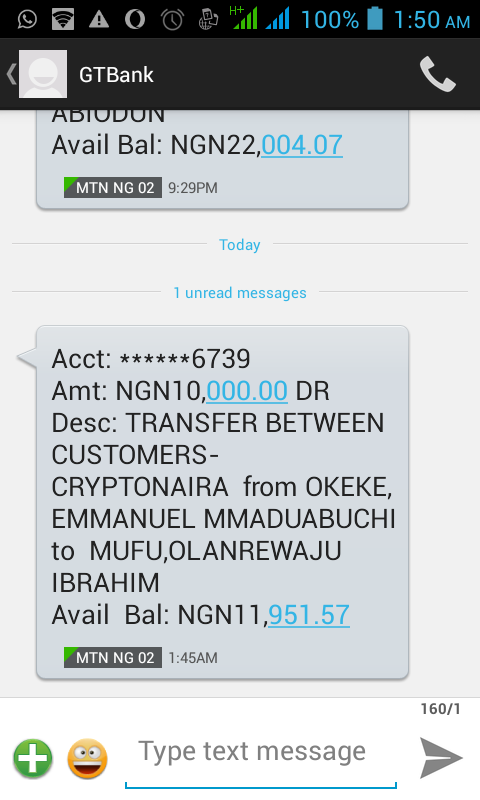 H+ 100% 1:50 AM
GTBank
ABIODUN
Avail Bal: NGN22,004.07
MTN NG 02 9:29PM
Today
1 unread messages
Acct: ******6739
Amt: NGN10,000.00 DR
Desc: TRANSFER BETWEEN
CUSTOMERS-
CRYPTONAIRA from OKEKE,
EMMANUEL MMADUABUCHI
to MUFU,OLANREWAJU
IBRAHIM
Avail Bal: NGN11,951.57
MTN NG 02 1:45AM
160/1
Type text message